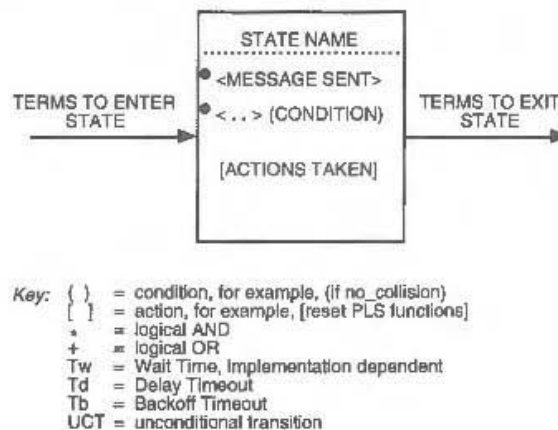 STATE NAME
<MESSAGE SENT>
<..> (CONDITION)
[ACTIONS TAKEN]
TERMS TO ENTER
STATE
TERMS TO EXIT
STATE
Key: ( ) = condition, for example, (if no_collision)
[ ] = action, for example, [reset PLS functions]
* = logical AND
+ = logical OR
Tw = Wait Time, implementation dependent
Td = Delay Timeout
Tb = Backoff Timeout
UCT = unconditional transition